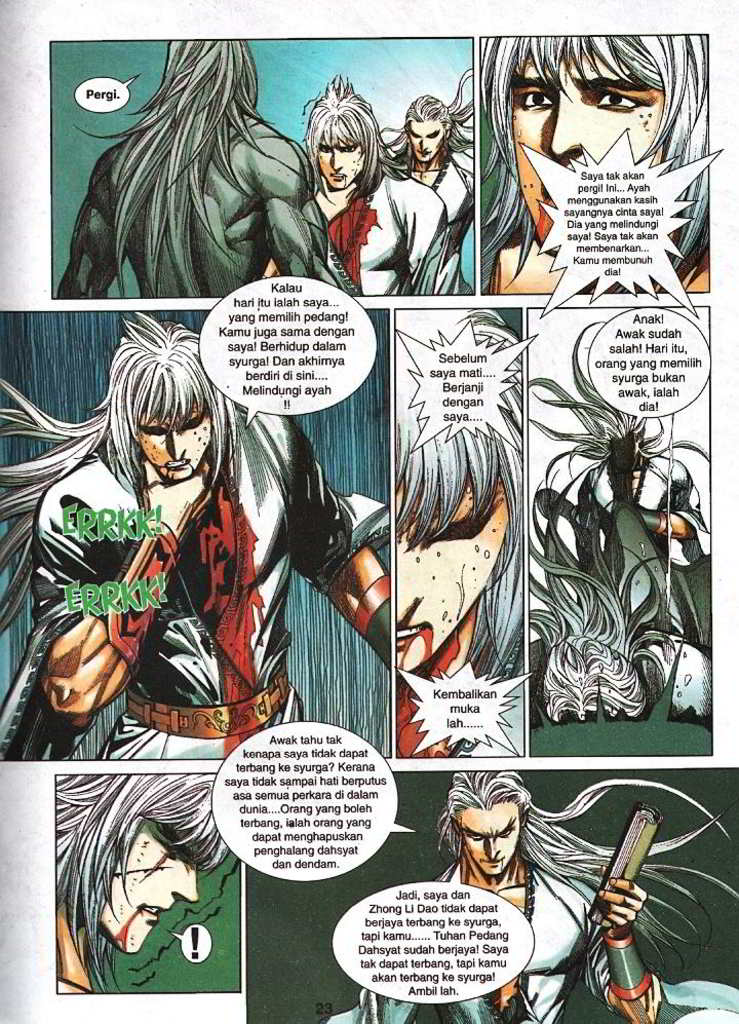 Pergi.
Saya tak akan
pergi! Ini... Ayah
menggunakan kasih
sayangnya cinta saya!
Dia yang melindungi
saya! Saya tak akan
membenarkan...
Kamu membunuh
dia!
Kalau
hari itu ialah saya...
yang memilih pedang!
Kamu juga sama dengan
saya! Berhidup dalam
syurga! Dan akhirnya
berdiri di sini....
Melindungi ayah
!!
ERRKK!
ERRKK!
Sebelum
saya mati....
Berjanji
dengan
saya....
Kembalikan
muka
lah......
Anak!
Awak sudah
salah! Hari itu,
orang yang memilih
syurga bukan
awak, ialah
dia!
Awak tahu tak
kenapa saya tidak dapat
terbang ke syurga? Kerana
saya tidak sampai hati berputus
asa semua perkara di dalam
dunia....Orang yang boleh
terbang, ialah orang yang
dapat menghapuskan
penghalang dahsyat
dan dendam.
!
Jadi, saya dan
Zhong Li Dao tidak dapat
berjaya terbang ke syurga,
tapi kamu...... Tuhan Pedang
Dahsyat sudah berjaya! Saya
tak dapat terbang, tapi kamu
akan terbang ke syurga!
Ambil lah.
23